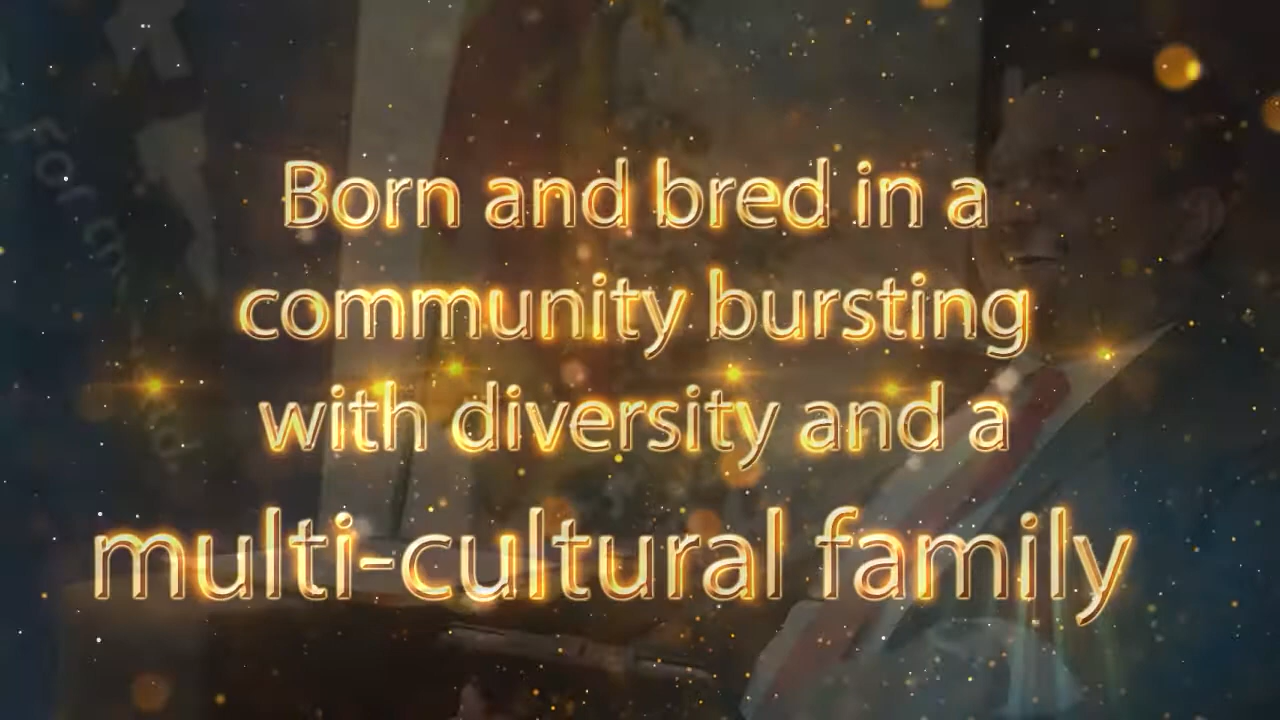 Born and bred in a
community bursting
with diversity and a
multi-cultural family